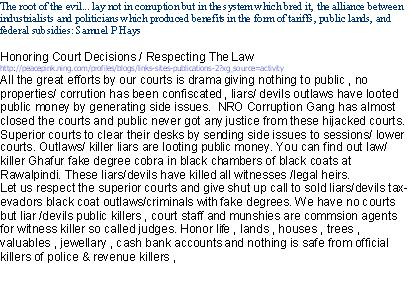 The root of the evil... lay not in corruption but in the system which bred it, the alliance between
industrialists and politicians which produced benefits in the form of tariffs, public lands, and
federal subsidies: Samuel P Hays
Honoring Court Decisions / Respecting The Law
http://peacepink.ning.com/profiles/blogs/links-sites-publications-2?xg_source=activity
All the great efforts by our courts is drama giving nothing to public , no
properties/ corrution has been confiscated , liars/ devils outlaws have looted
public money by generating side issues.  NRO Corruption Gang has almost
closed the courts and public never got any justice from these hijacked courts.
Superior courts to clear their desks by sending side issues to sessions/ lower
courts. Outlaws/ killer liars are looting public money. You can find out law/
killer Ghafur fake degree cobra in black chambers of black coats at
Rawalpindi. These liars/devils have killed all witnesses /legal heirs.
Let us respect the superior courts and give shut up call to sold liars/devils tax-
evadors black coat outlaws/criminals with fake degrees. We have no courts
but liar /devils public killers , court staff and munshies are commsion agents
for witness killer so called judges. Honor life , lands , houses , trees ,
valuables , jewellary , cash bank accounts and nothing is safe from official
killers of police & revenue killers ,